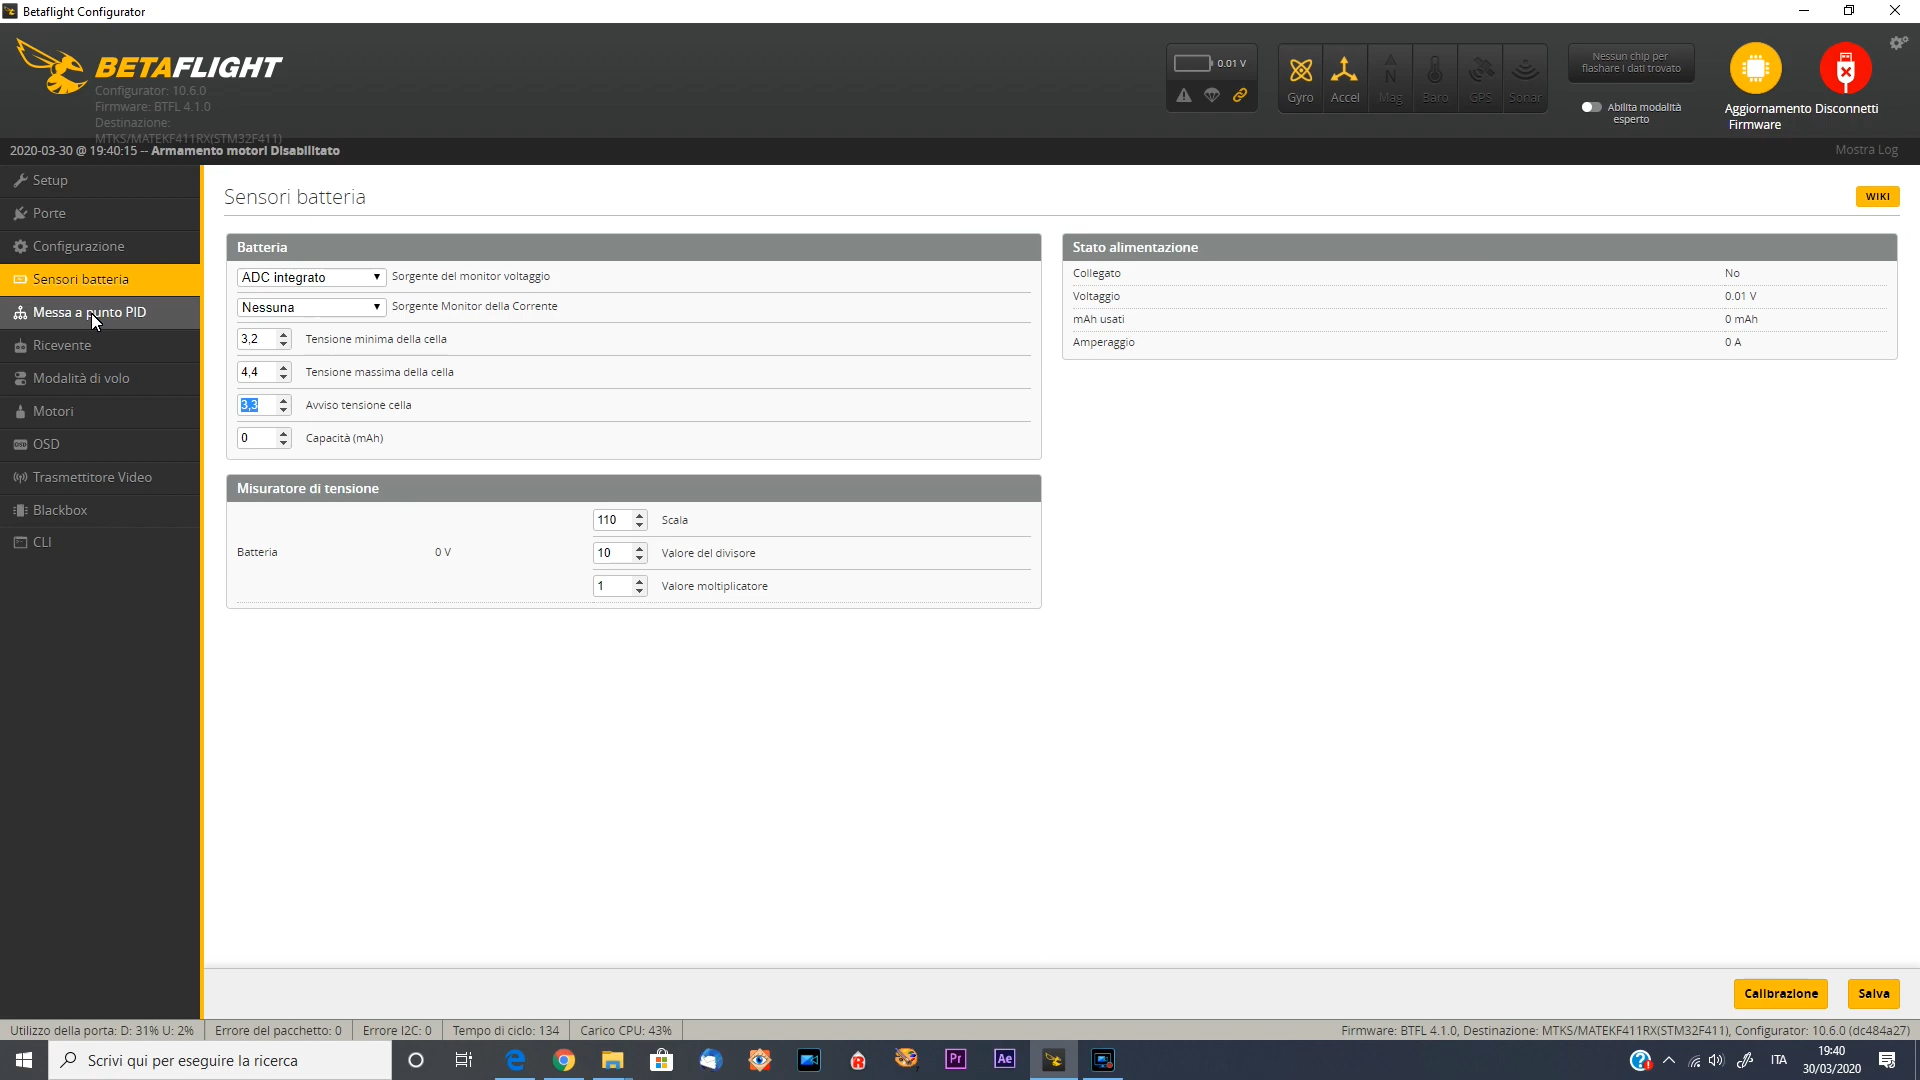 Betaflight Configurator
BETAFLIGHT
Configurator: 10.6.0
Firmware: BTFL 4.1.0
Destinazione:
MTKS/MATEKF411RX(STM32F411)
0.01 V
Gyro
Accel
Mag
Baro
GPS
Sonar
Nessun chip per
flashare i dati trovato
Abilita modalità
esperto
Aggiornamento
Firmware
Disconnetti
2020-03-30 @ 19:40:15 -- Armamento motori Disabilitato
Mostra Log
Setup
Porte
Configurazione
Sensori batteria
Messa a punto PID
Ricevente
Modalità di volo
Motori
OSD
Trasmettitore Video
Blackbox
CLI
Sensori batteria
WIKI
Batteria
ADC integrato Sorgente del monitor voltaggio
Nessuna Sorgente Monitor della Corrente
3,2 Tensione minima della cella
4,4 Tensione massima della cella
3,3 Avviso tensione cella
0 Capacità (mAh)
Stato alimentazione
Collegato No
Voltaggio 0.01 V
mAh usati 0 mAh
Amperaggio 0 A
Misuratore di tensione
Batteria 0 V
110 Scala
10 Valore del divisore
1 Valore moltiplicatore
Calibrazione
Salva
Utilizzo della porta: D: 31% U: 2%
Errore del pacchetto: 0
Errore I2C: 0
Tempo di ciclo: 134
Carico CPU: 43%
Firmware: BTFL 4.1.0, Destinazione: MTKS/MATEKF411RX(STM32F411), Configurator: 10.6.0 (dc484a27)
Scrivi qui per eseguire la ricerca
Pr
Ae
ITA
19:40
30/03/2020